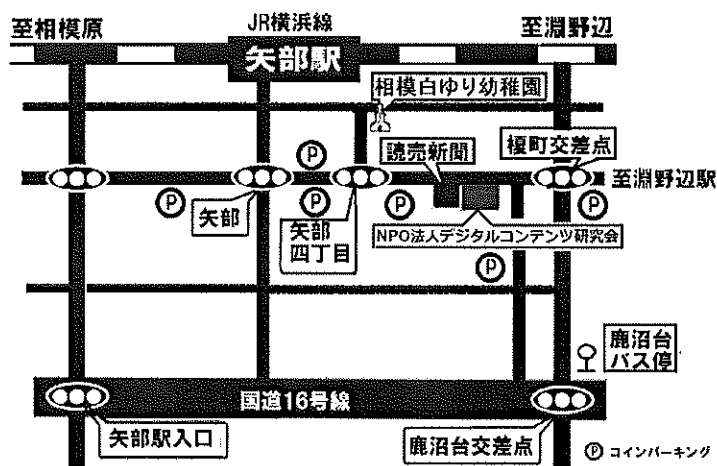 至相模原
JR横浜線
至淵野辺
矢部駅
相模白ゆり幼稚園
読売新聞
榎町交差点
P
至淵野辺駅
P
P
P
P
矢部
矢部
四丁目
NPO法人デジタルコンテンツ研究会
P
鹿沼台
バス停
国道16号線
矢部駅入口
鹿沼台交差点
P コインパーキング